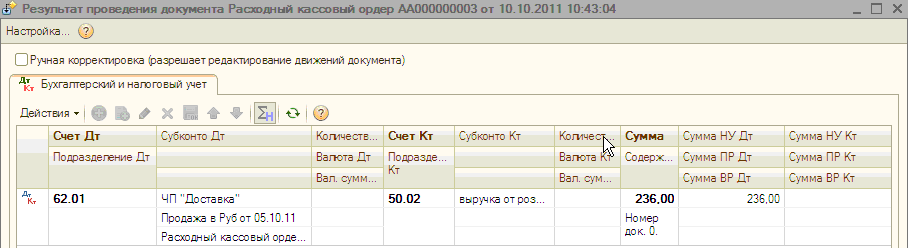 Результат проведения документа Расходный кассовый ордер АА000000003 от 10.10.2011 10:43:04
Настройка...
Ручная корректировка (разрешает редактирование движений документа)
Дт Кт Бухгалтерский и налоговый учет
Действия
Счет Дт Субконто Дт Количеств... Счет Кт Субконто Кт Количест... Сумма Сумма НУ Дт Сумма НУ Кт
Подразделение Дт Валюта Дт Подразде... Кт Валюта Кт Содерж... Сумма ПР Дт Сумма ПР Кт
Вал. сумм... Вал. сум... Сумма ВР Дт Сумма ВР Кт
Дт Кт 62.01 ЧП "Доставка" 50.02 выручка от роз... 236,00 236,00
Продажа в Руб от 05.10.11 Номер
док. 0.
Расходный кассовый орде...